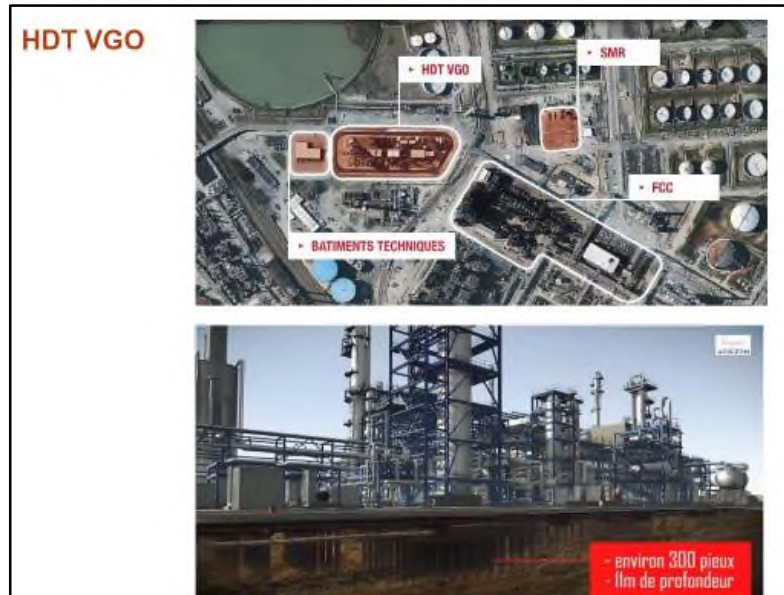 HDT VGO
HDT VGO
SMR
FCC
BATIMENTS TECHNIQUES
- environ 300 pieux
- 11m de profondeur